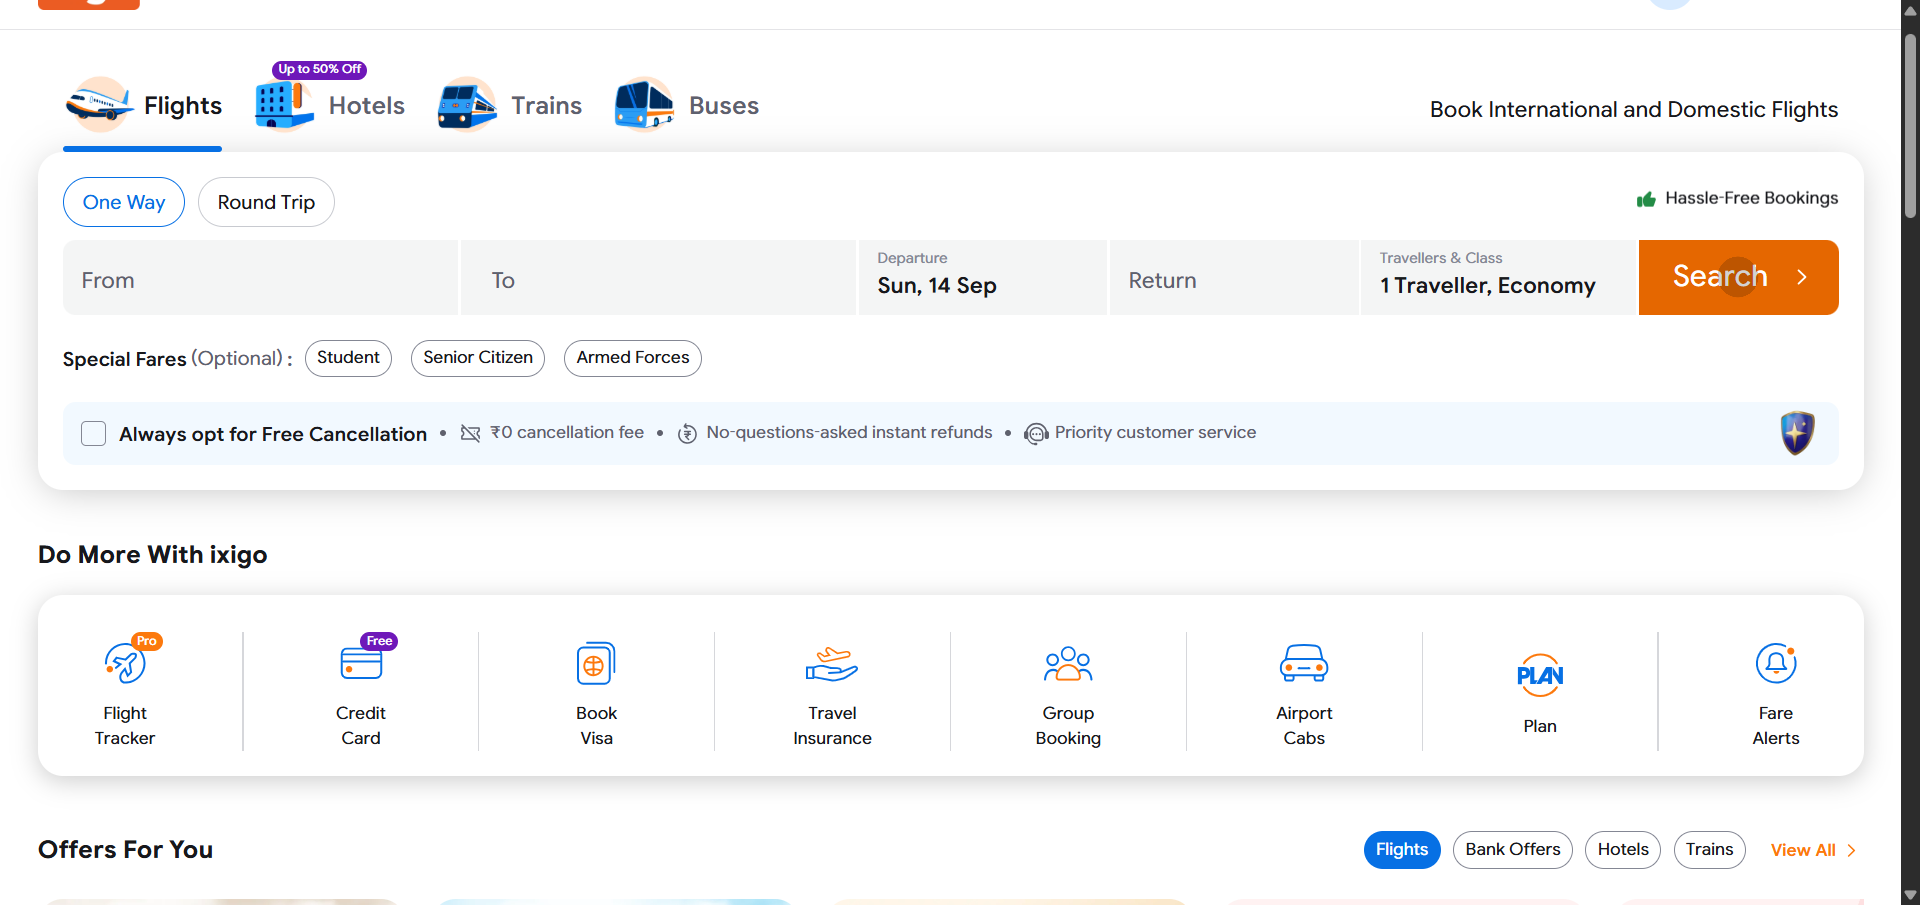 Up to 50% Off
Flights
Hotels
Trains
Buses
Book International and Domestic Flights
One Way
Round Trip
Hassle-Free Bookings
From
To
Departure
Sun, 14 Sep
Return
Travellers & Class
1 Traveller, Economy
Search
Special Fares (Optional) :
Student
Senior Citizen
Armed Forces
Always opt for Free Cancellation • ₹0 cancellation fee • No-questions-asked instant refunds • Priority customer service
Do More With ixigo
Pro
Flight
Tracker
Free
Credit
Card
Book
Visa
Travel
Insurance
Group
Booking
Airport
Cabs
PLAN
Plan
Fare
Alerts
Offers For You
Flights
Bank Offers
Hotels
Trains
View All